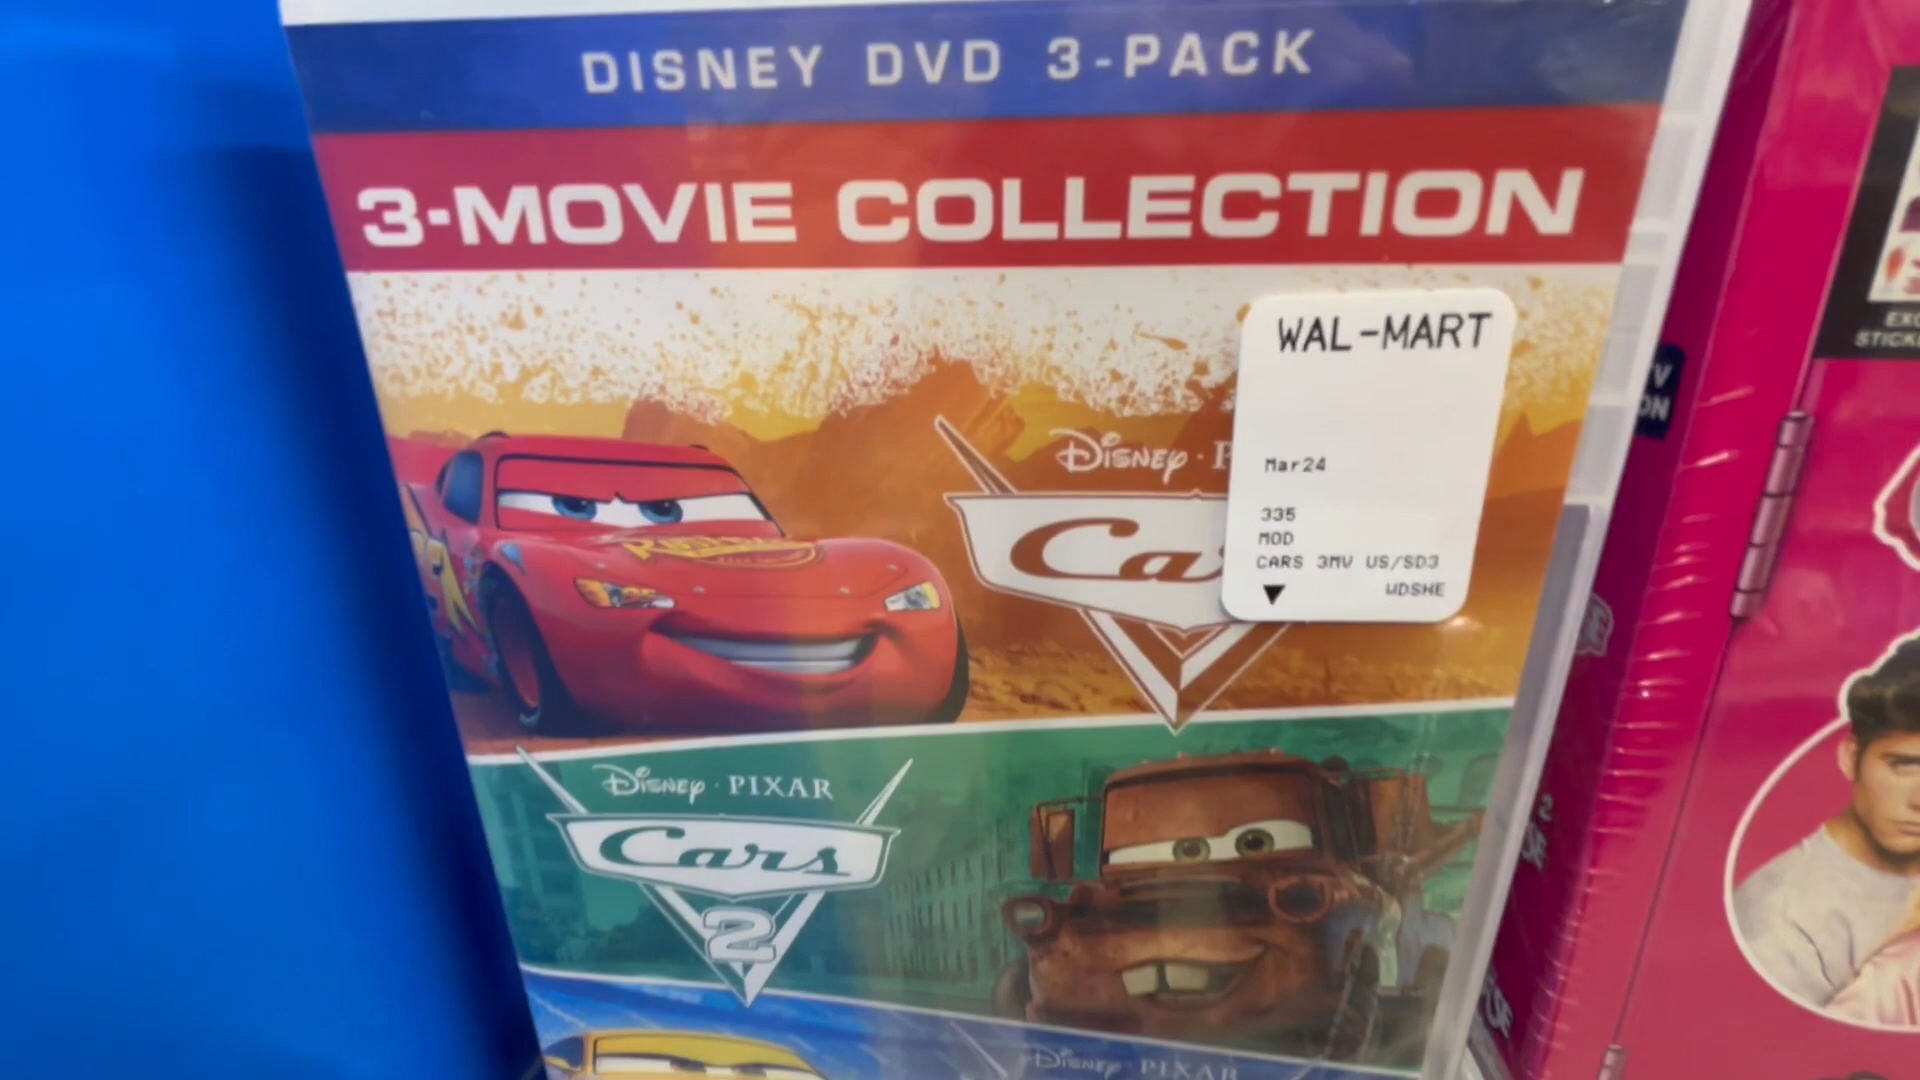 DISNEY DVD 3-PACK
3-MOVIE COLLECTION
WAL-MART
Mar24
335
MOD
CARS 3MV US/SD3
WDSHE
Disney · P
Ca
Disney · PIXAR
Cars
2
Disney · PIXAR